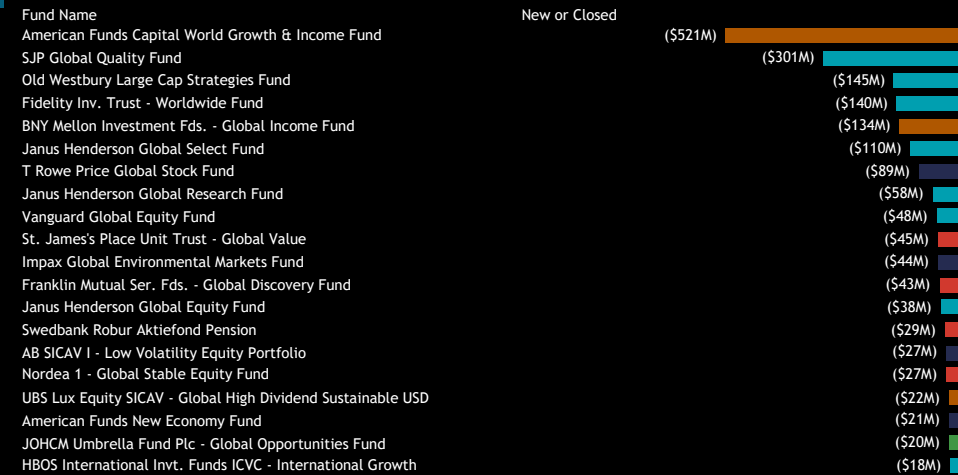 Fund Name New or Closed
American Funds Capital World Growth & Income Fund ($521M)
SJP Global Quality Fund ($301M)
Old Westbury Large Cap Strategies Fund ($145M)
Fidelity Inv. Trust - Worldwide Fund ($140M)
BNY Mellon Investment Fds. - Global Income Fund ($134M)
Janus Henderson Global Select Fund ($110M)
T Rowe Price Global Stock Fund ($89M)
Janus Henderson Global Research Fund ($58M)
Vanguard Global Equity Fund ($48M)
St. James's Place Unit Trust - Global Value ($45M)
Impax Global Environmental Markets Fund ($44M)
Franklin Mutual Ser. Fds. - Global Discovery Fund ($43M)
Janus Henderson Global Equity Fund ($38M)
Swedbank Robur Aktiefond Pension ($29M)
AB SICAV I - Low Volatility Equity Portfolio ($27M)
Nordea 1 - Global Stable Equity Fund ($27M)
UBS Lux Equity SICAV - Global High Dividend Sustainable USD ($22M)
American Funds New Economy Fund ($21M)
JOHCM Umbrella Fund Plc - Global Opportunities Fund ($20M)
HBOS International Invt. Funds ICVC - International Growth ($18M)